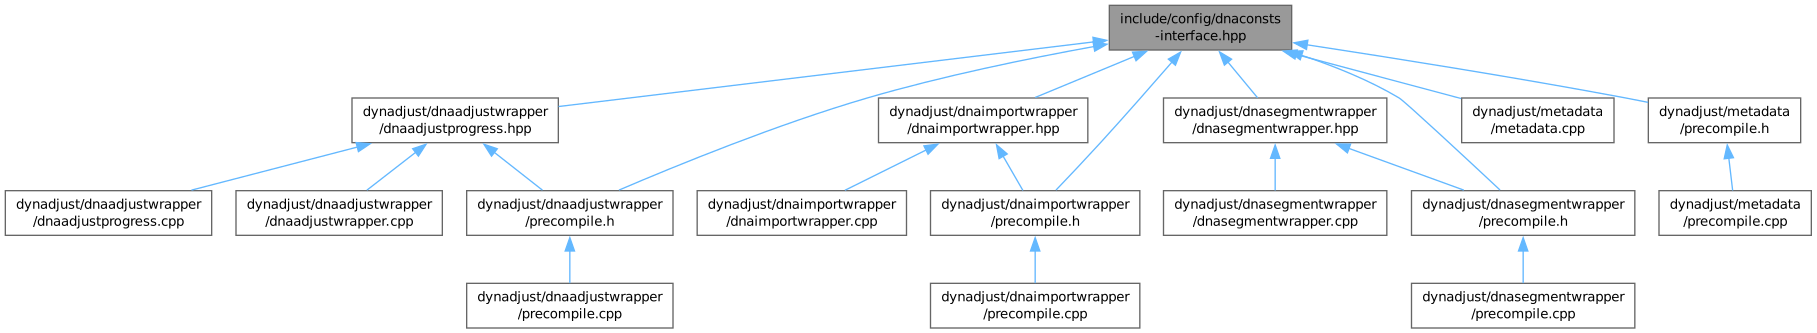 include/config/dnaconsts
-interface.hpp
dynadjust/dnaadjustwrapper
/dnaadjustprogress.hpp
dynadjust/dnaimportwrapper
/dnaimportwrapper.hpp
dynadjust/dnasegmentwrapper
/dnasegmentwrapper.hpp
dynadjust/metadata
/metadata.cpp
dynadjust/metadata
/precompile.h
dynadjust/dnaadjustwrapper
/dnaadjustprogress.cpp
dynadjust/dnaadjustwrapper
/dnaadjustwrapper.cpp
dynadjust/dnaadjustwrapper
/precompile.h
dynadjust/dnaimportwrapper
/dnaimportwrapper.cpp
dynadjust/dnaimportwrapper
/precompile.h
dynadjust/dnasegmentwrapper
/dnasegmentwrapper.cpp
dynadjust/dnasegmentwrapper
/precompile.h
dynadjust/metadata
/precompile.cpp
dynadjust/dnaadjustwrapper
/precompile.cpp
dynadjust/dnaimportwrapper
/precompile.cpp
dynadjust/dnasegmentwrapper
/precompile.cpp